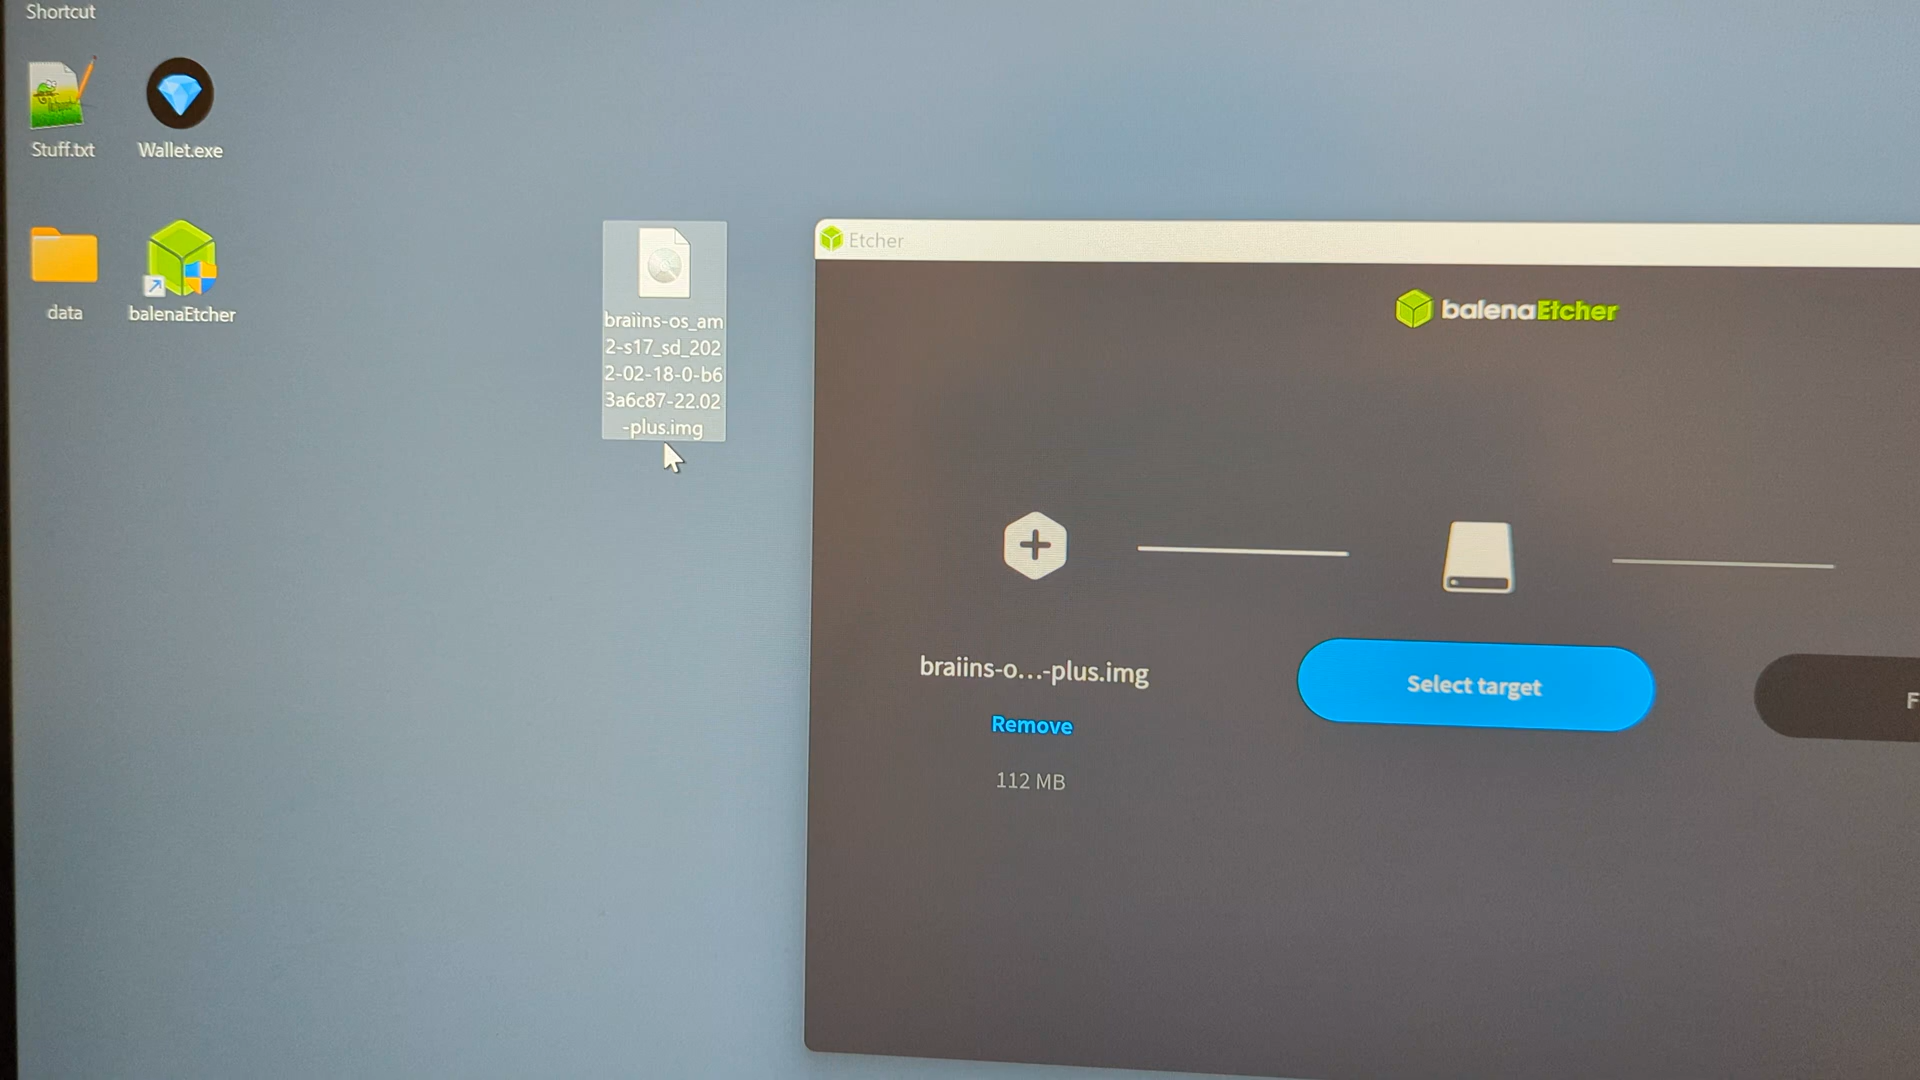 Shortcut
Stuff.txt
Wallet.exe
data
balenaEtcher
braiins-os_am
2-s17_sd_202
2-02-18-0-b6
3a6c87-22.02
-plus.img
Etcher
balenaEtcher
braiins-o...-plus.img
Remove
112 MB
Select target
F